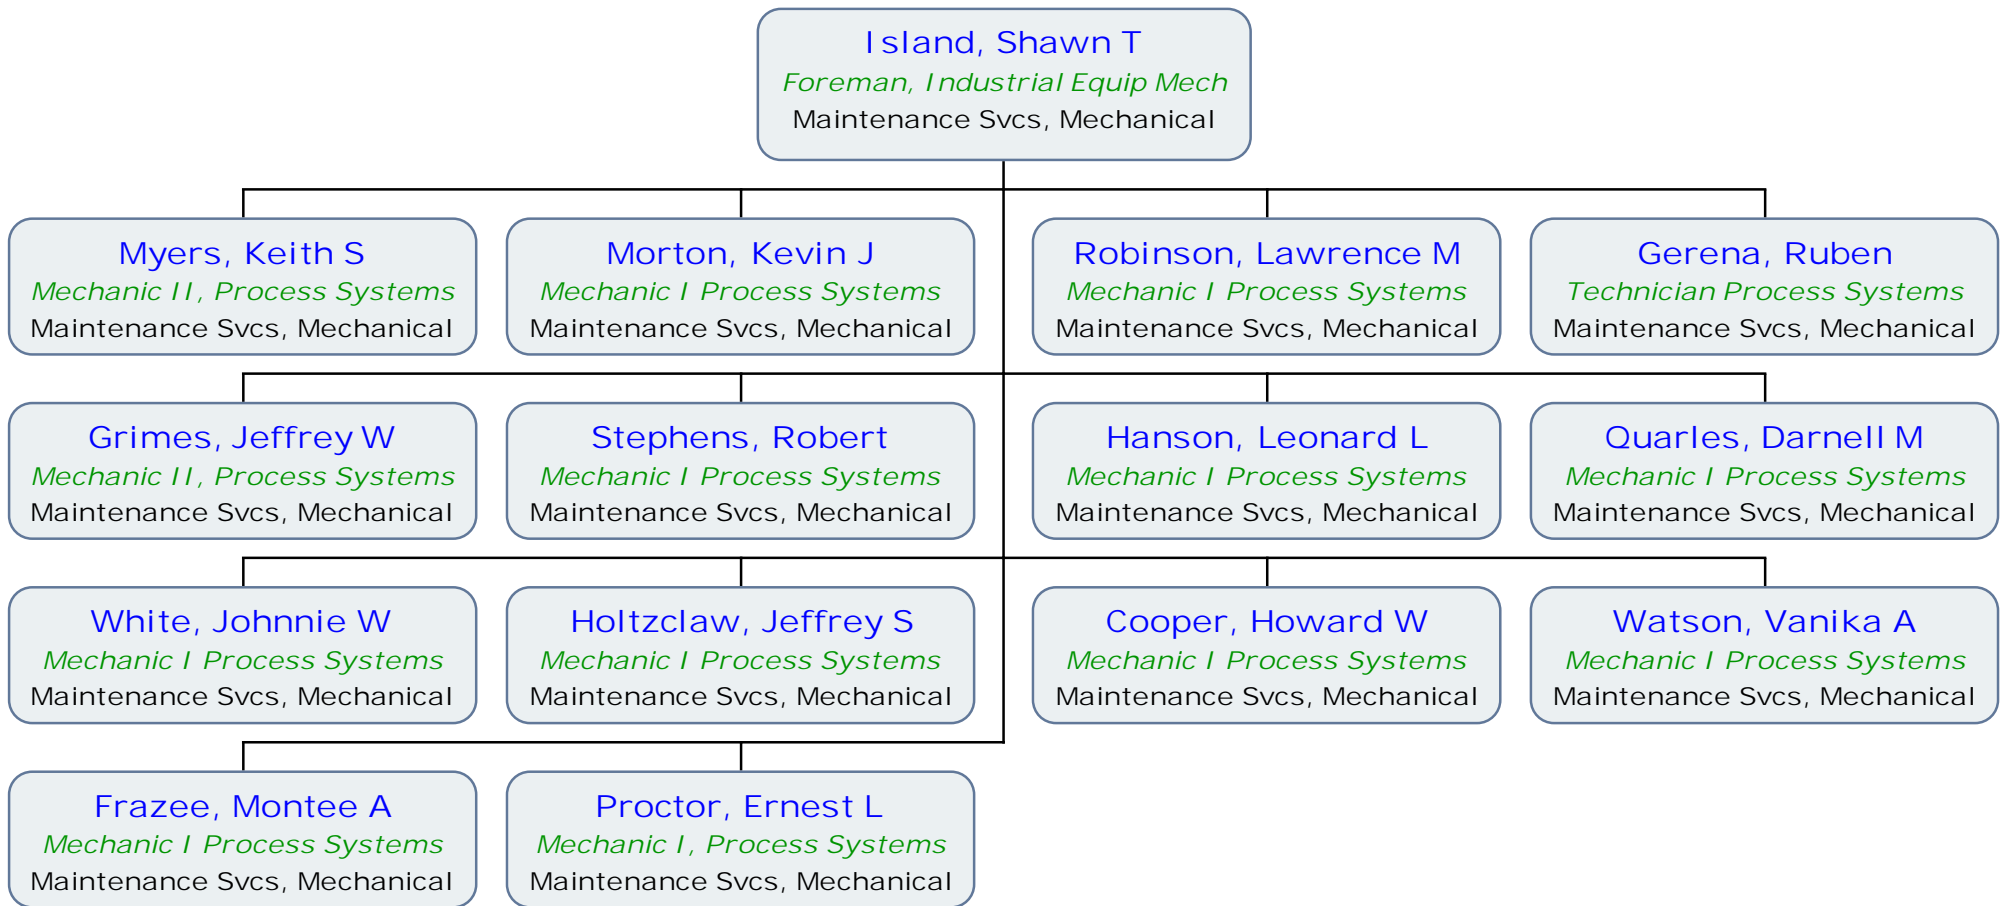 Island, Shawn T
Foreman, Industrial Equip Mech
Maintenance Svcs, Mechanical
Myers, Keith S
Mechanic II, Process Systems
Maintenance Svcs, Mechanical
Morton, Kevin J
Mechanic I Process Systems
Maintenance Svcs, Mechanical
Robinson, Lawrence M
Mechanic I Process Systems
Maintenance Svcs, Mechanical
Gerena, Ruben
Technician Process Systems
Maintenance Svcs, Mechanical
Grimes, Jeffrey W
Mechanic II, Process Systems
Maintenance Svcs, Mechanical
Stephens, Robert
Mechanic I Process Systems
Maintenance Svcs, Mechanical
Hanson, Leonard L
Mechanic I Process Systems
Maintenance Svcs, Mechanical
Quarles, Darnell M
Mechanic I Process Systems
Maintenance Svcs, Mechanical
White, Johnnie W
Mechanic I Process Systems
Maintenance Svcs, Mechanical
Holtzclaw, Jeffrey S
Mechanic I Process Systems
Maintenance Svcs, Mechanical
Cooper, Howard W
Mechanic I Process Systems
Maintenance Svcs, Mechanical
Watson, Vanika A
Mechanic I Process Systems
Maintenance Svcs, Mechanical
Frazee, Montee A
Mechanic I Process Systems
Maintenance Svcs, Mechanical
Proctor, Ernest L
Mechanic I, Process Systems
Maintenance Svcs, Mechanical